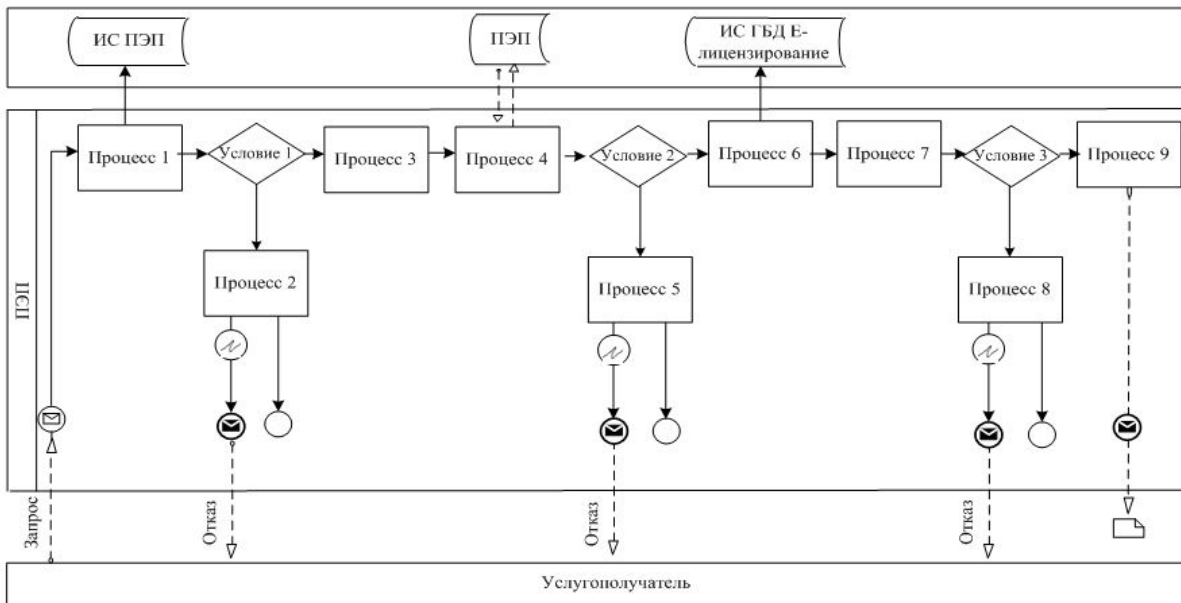 ИС ПЭП
ПЭП
ИС ГБД Е-
лицензирование
Процесс 1
Условие 1
Процесс 3
Процесс 4
Условие 2
Процесс 6
Процесс 7
Условие 3
Процесс 9
Процесс 2
Процесс 5
Процесс 8
ПЭП
Запрос
Отказ
Отказ
Отказ
Услугополучатель